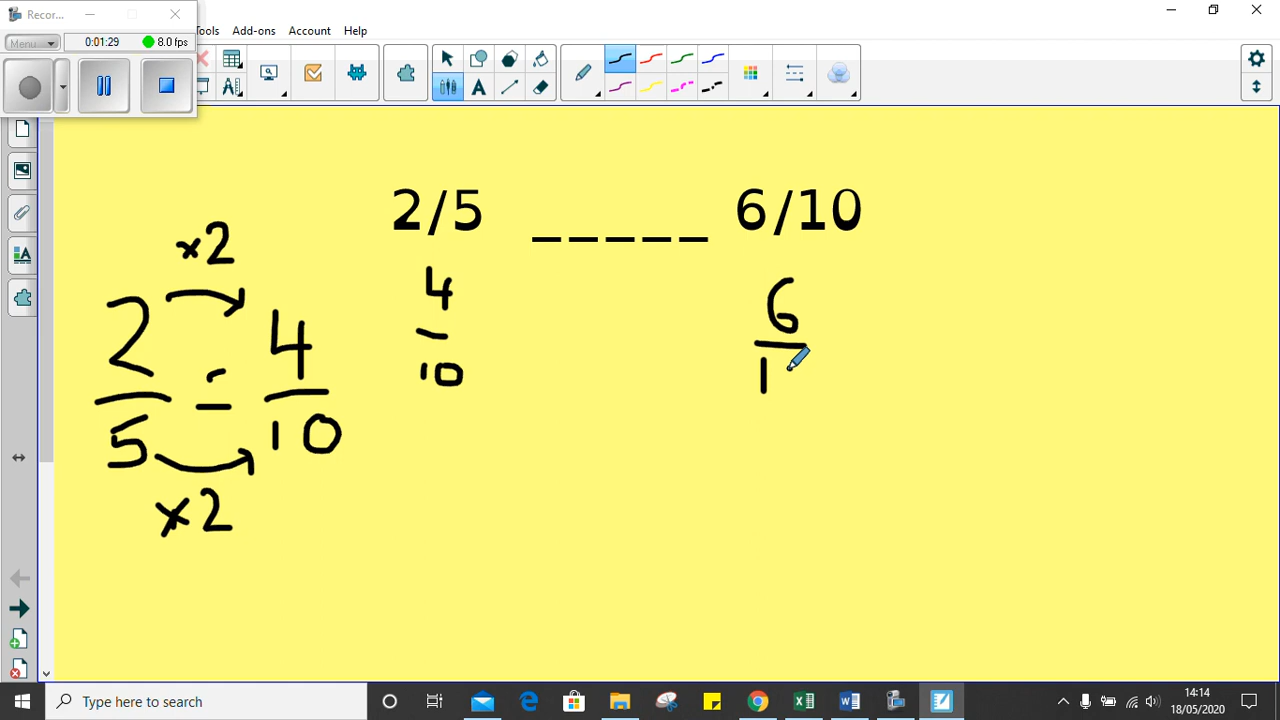 Recor...
Menu
0:01:29
8.0 fps
Tools Add-ons Account Help
2/5 _____ 6/10
×2
2/5 = 4/10
×2
4/10
6/1
Type here to search
14:14
18/05/2020